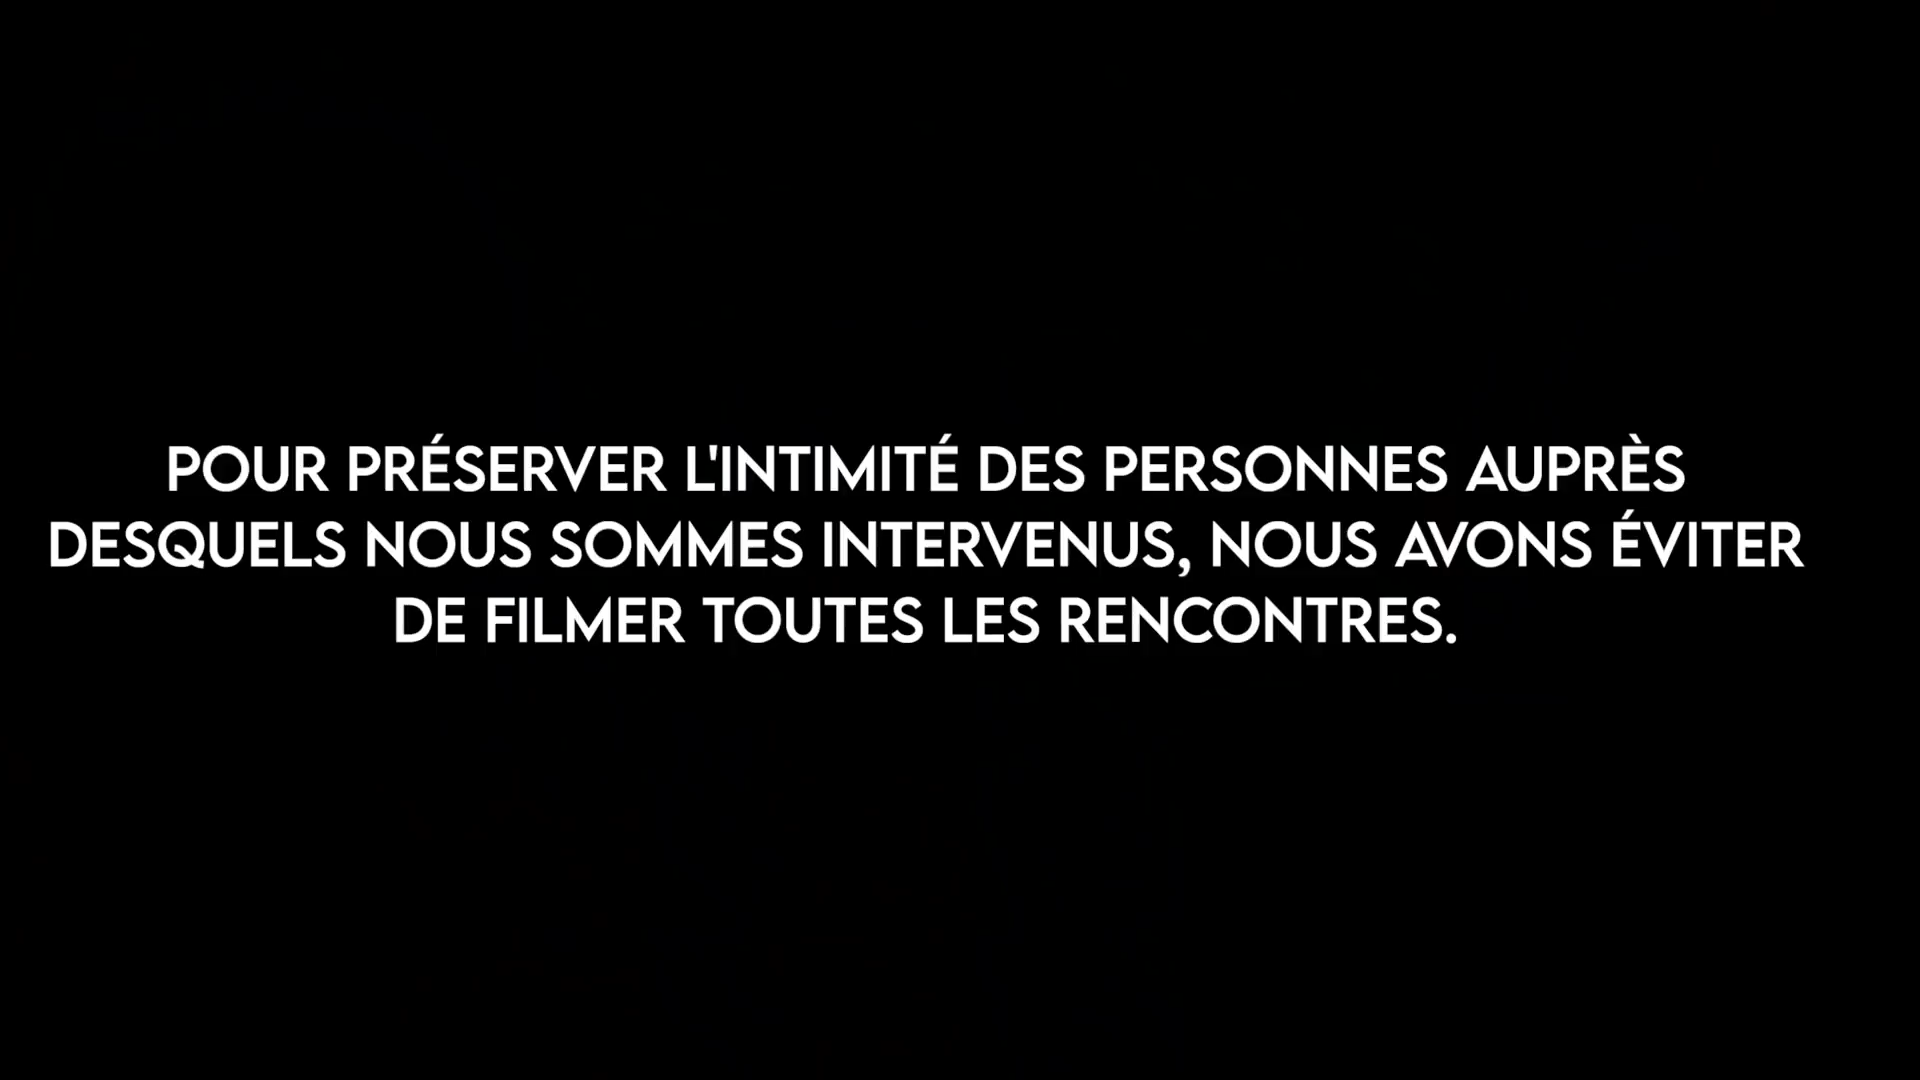 POUR PRÉSERVER L'INTIMITÉ DES PERSONNES AUPRÈS
DESQUELS NOUS SOMMES INTERVENUS, NOUS AVONS ÉVITER
DE FILMER TOUTES LES RENCONTRES.